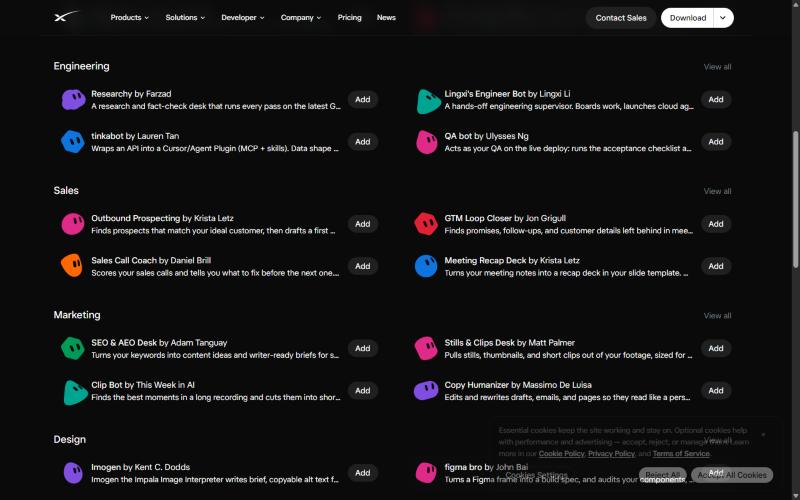 Products
Solutions
Developer
Company
Pricing
News
Contact Sales
Download
Engineering
View all
Researchy by Farzad
A research and fact-check desk that runs every pass on the latest G...
Add
Lingxi's Engineer Bot by Lingxi Li
A hands-off engineering supervisor. Boards work, launches cloud ag...
Add
tinkabot by Lauren Tan
Wraps an API into a Cursor/Agent Plugin (MCP + skills). Data shape ...
Add
QA bot by Ulysses Ng
Acts as your QA on the live deploy: runs the acceptance checklist a...
Add
Sales
View all
Outbound Prospecting by Krista Letz
Finds prospects that match your ideal customer, then drafts a first ...
Add
GTM Loop Closer by Jon Grigull
Finds promises, follow-ups, and customer details left behind in mee...
Add
Sales Call Coach by Daniel Brill
Scores your sales calls and tells you what to fix before the next one....
Add
Meeting Recap Deck by Krista Letz
Turns your meeting notes into a recap deck in your slide template. ...
Add
Marketing
View all
SEO & AEO Desk by Adam Tanguay
Turns your keywords into content ideas and writer-ready briefs for s...
Add
Stills & Clips Desk by Matt Palmer
Pulls stills, thumbnails, and short clips out of your footage, sized for ...
Add
Clip Bot by This Week in AI
Finds the best moments in a long recording and cuts them into shor...
Add
Copy Humanizer by Massimo De Luisa
Edits and rewrites drafts, emails, and pages so they read like a pers...
Add
Design
View all
Imogen by Kent C. Dodds
Imogen the Impala Image Interpreter writes brief, copyable alt text f...
Add
figma bro by John Bai
Turns a Figma frame into a build spec, and audits your components, ...
Add
Essential cookies keep the site working and stay on. Optional cookies help
with performance and advertising — accept, reject, or manage them. Learn
more in our Cookie Policy, Privacy Policy, and Terms of Service.
Cookies Settings
Reject All
Accept All Cookies